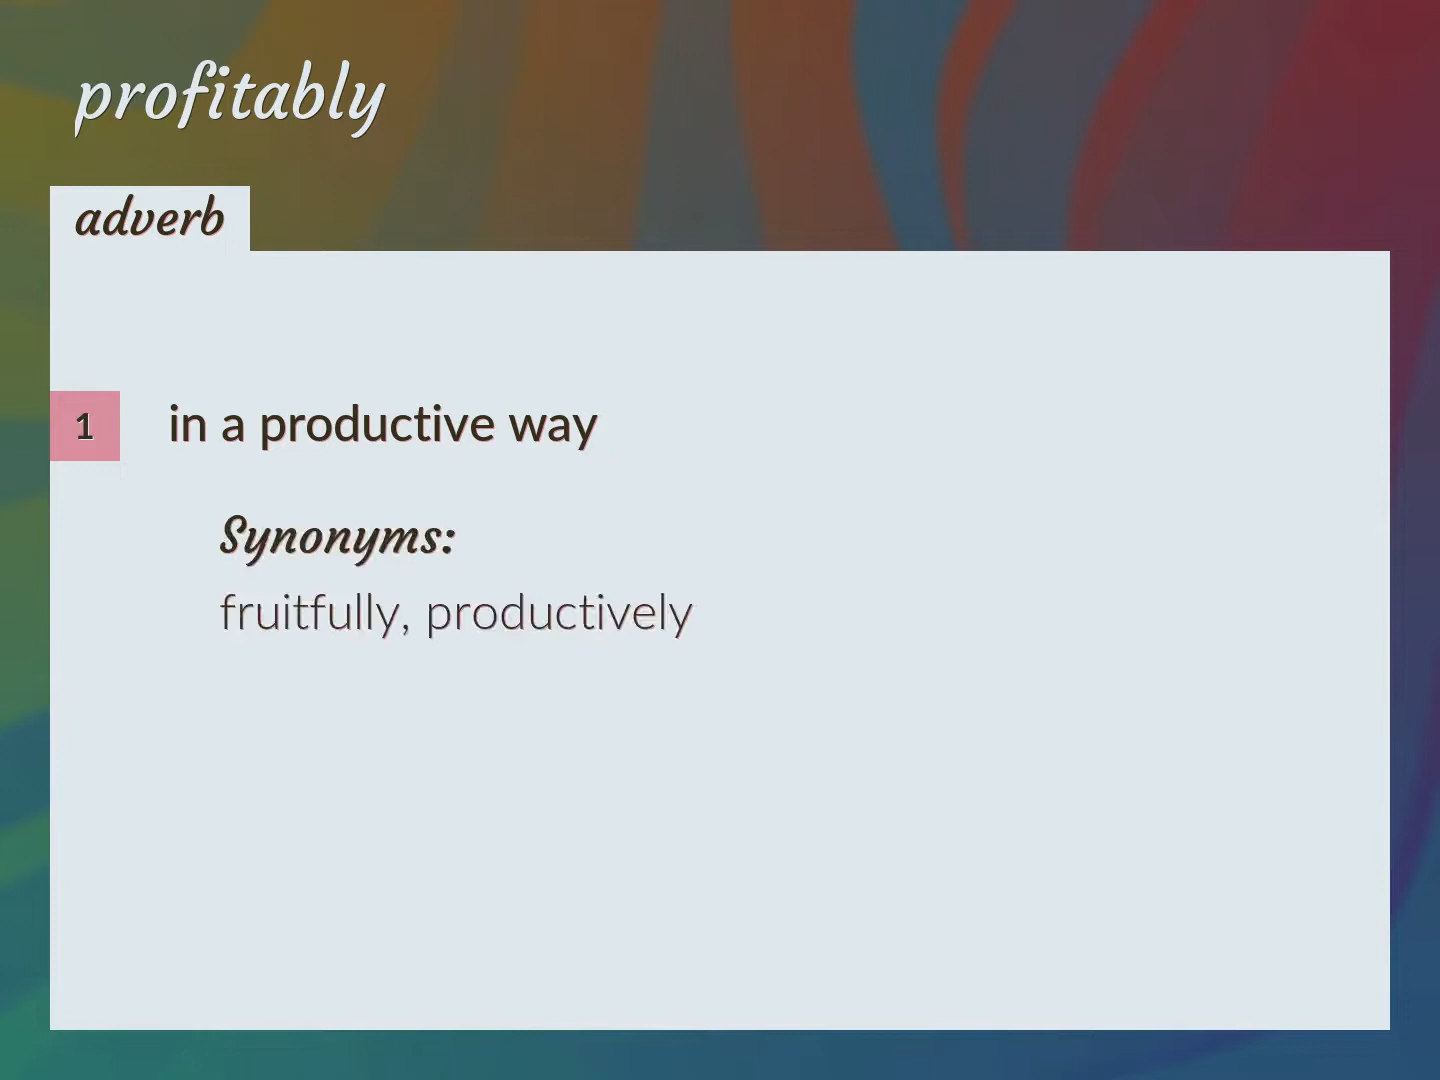 profitably
adverb
1
in a productive way
Synonyms:
fruitfully, productively